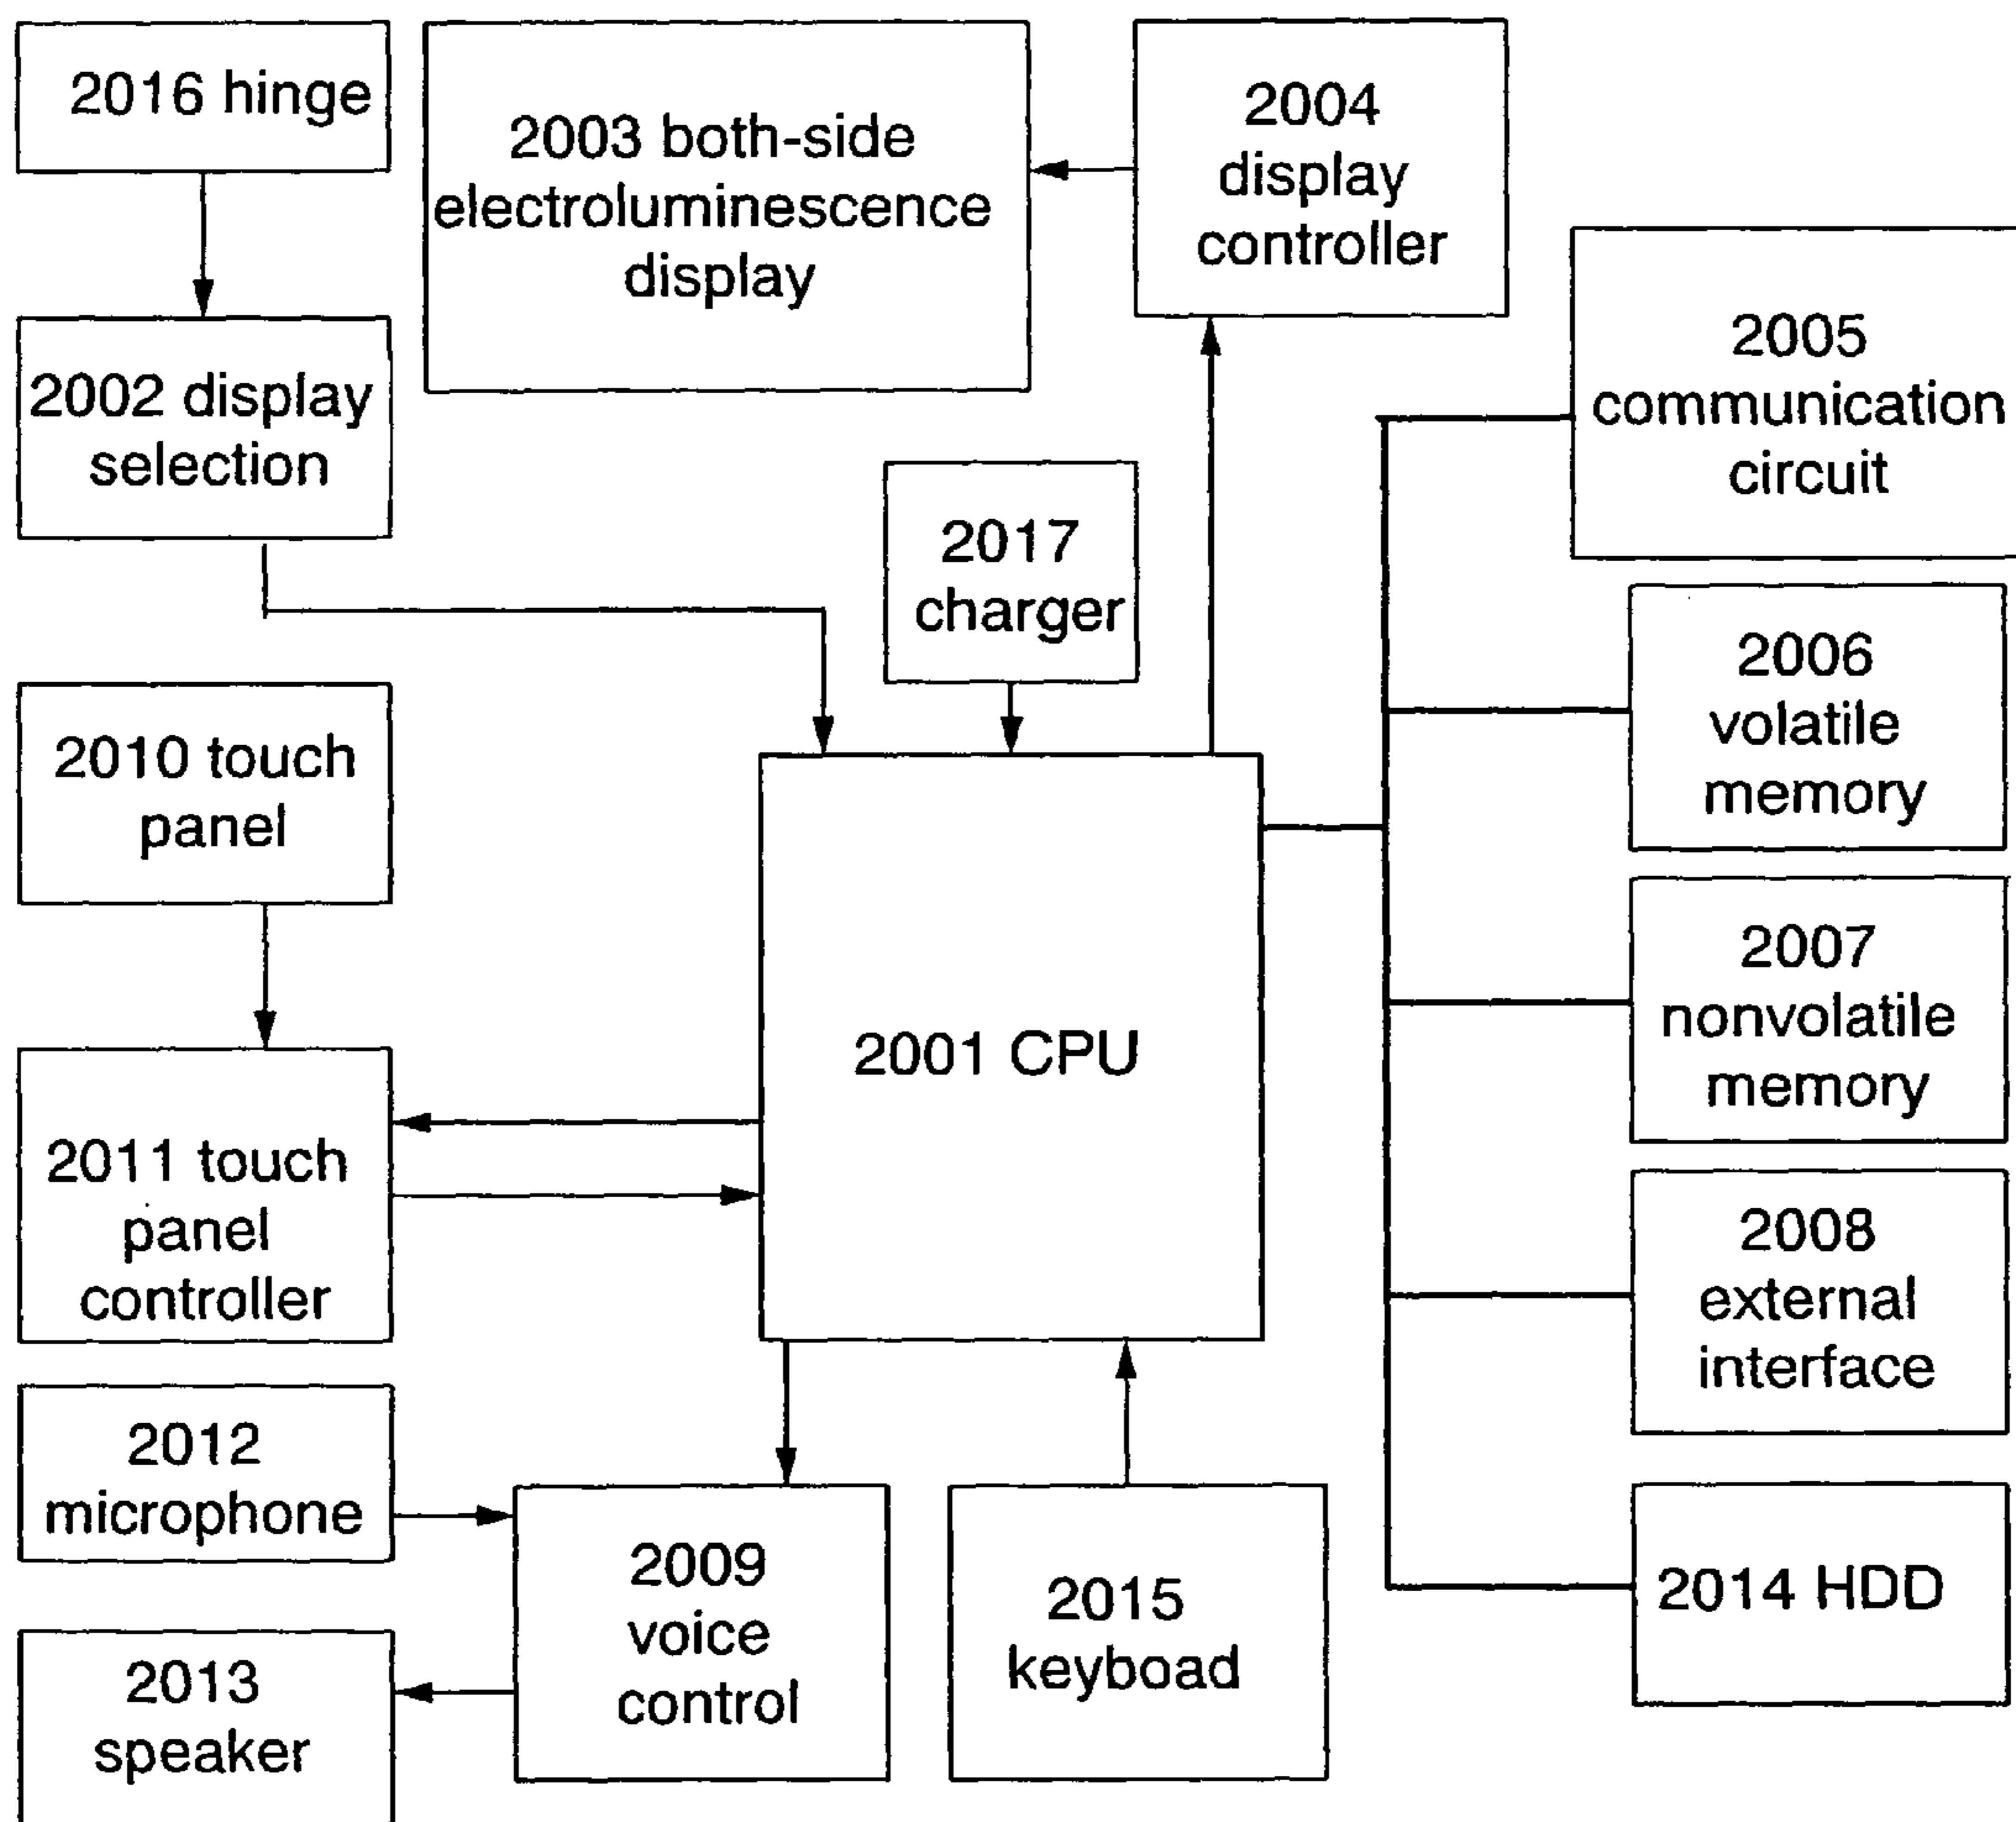 2016 hinge
2003 both-side
electroluminescence
display
2004
display
controller
2002 display
selection
2005
communication
circuit
2017
charger
2006
volatile
memory
2010 touch
panel
2007
nonvolatile
memory
2001 CPU
2011 touch
panel
controller
2008
external
interface
2012
microphone
2009
voice
control
2015
keyboad
2014 HDD
2013
speaker